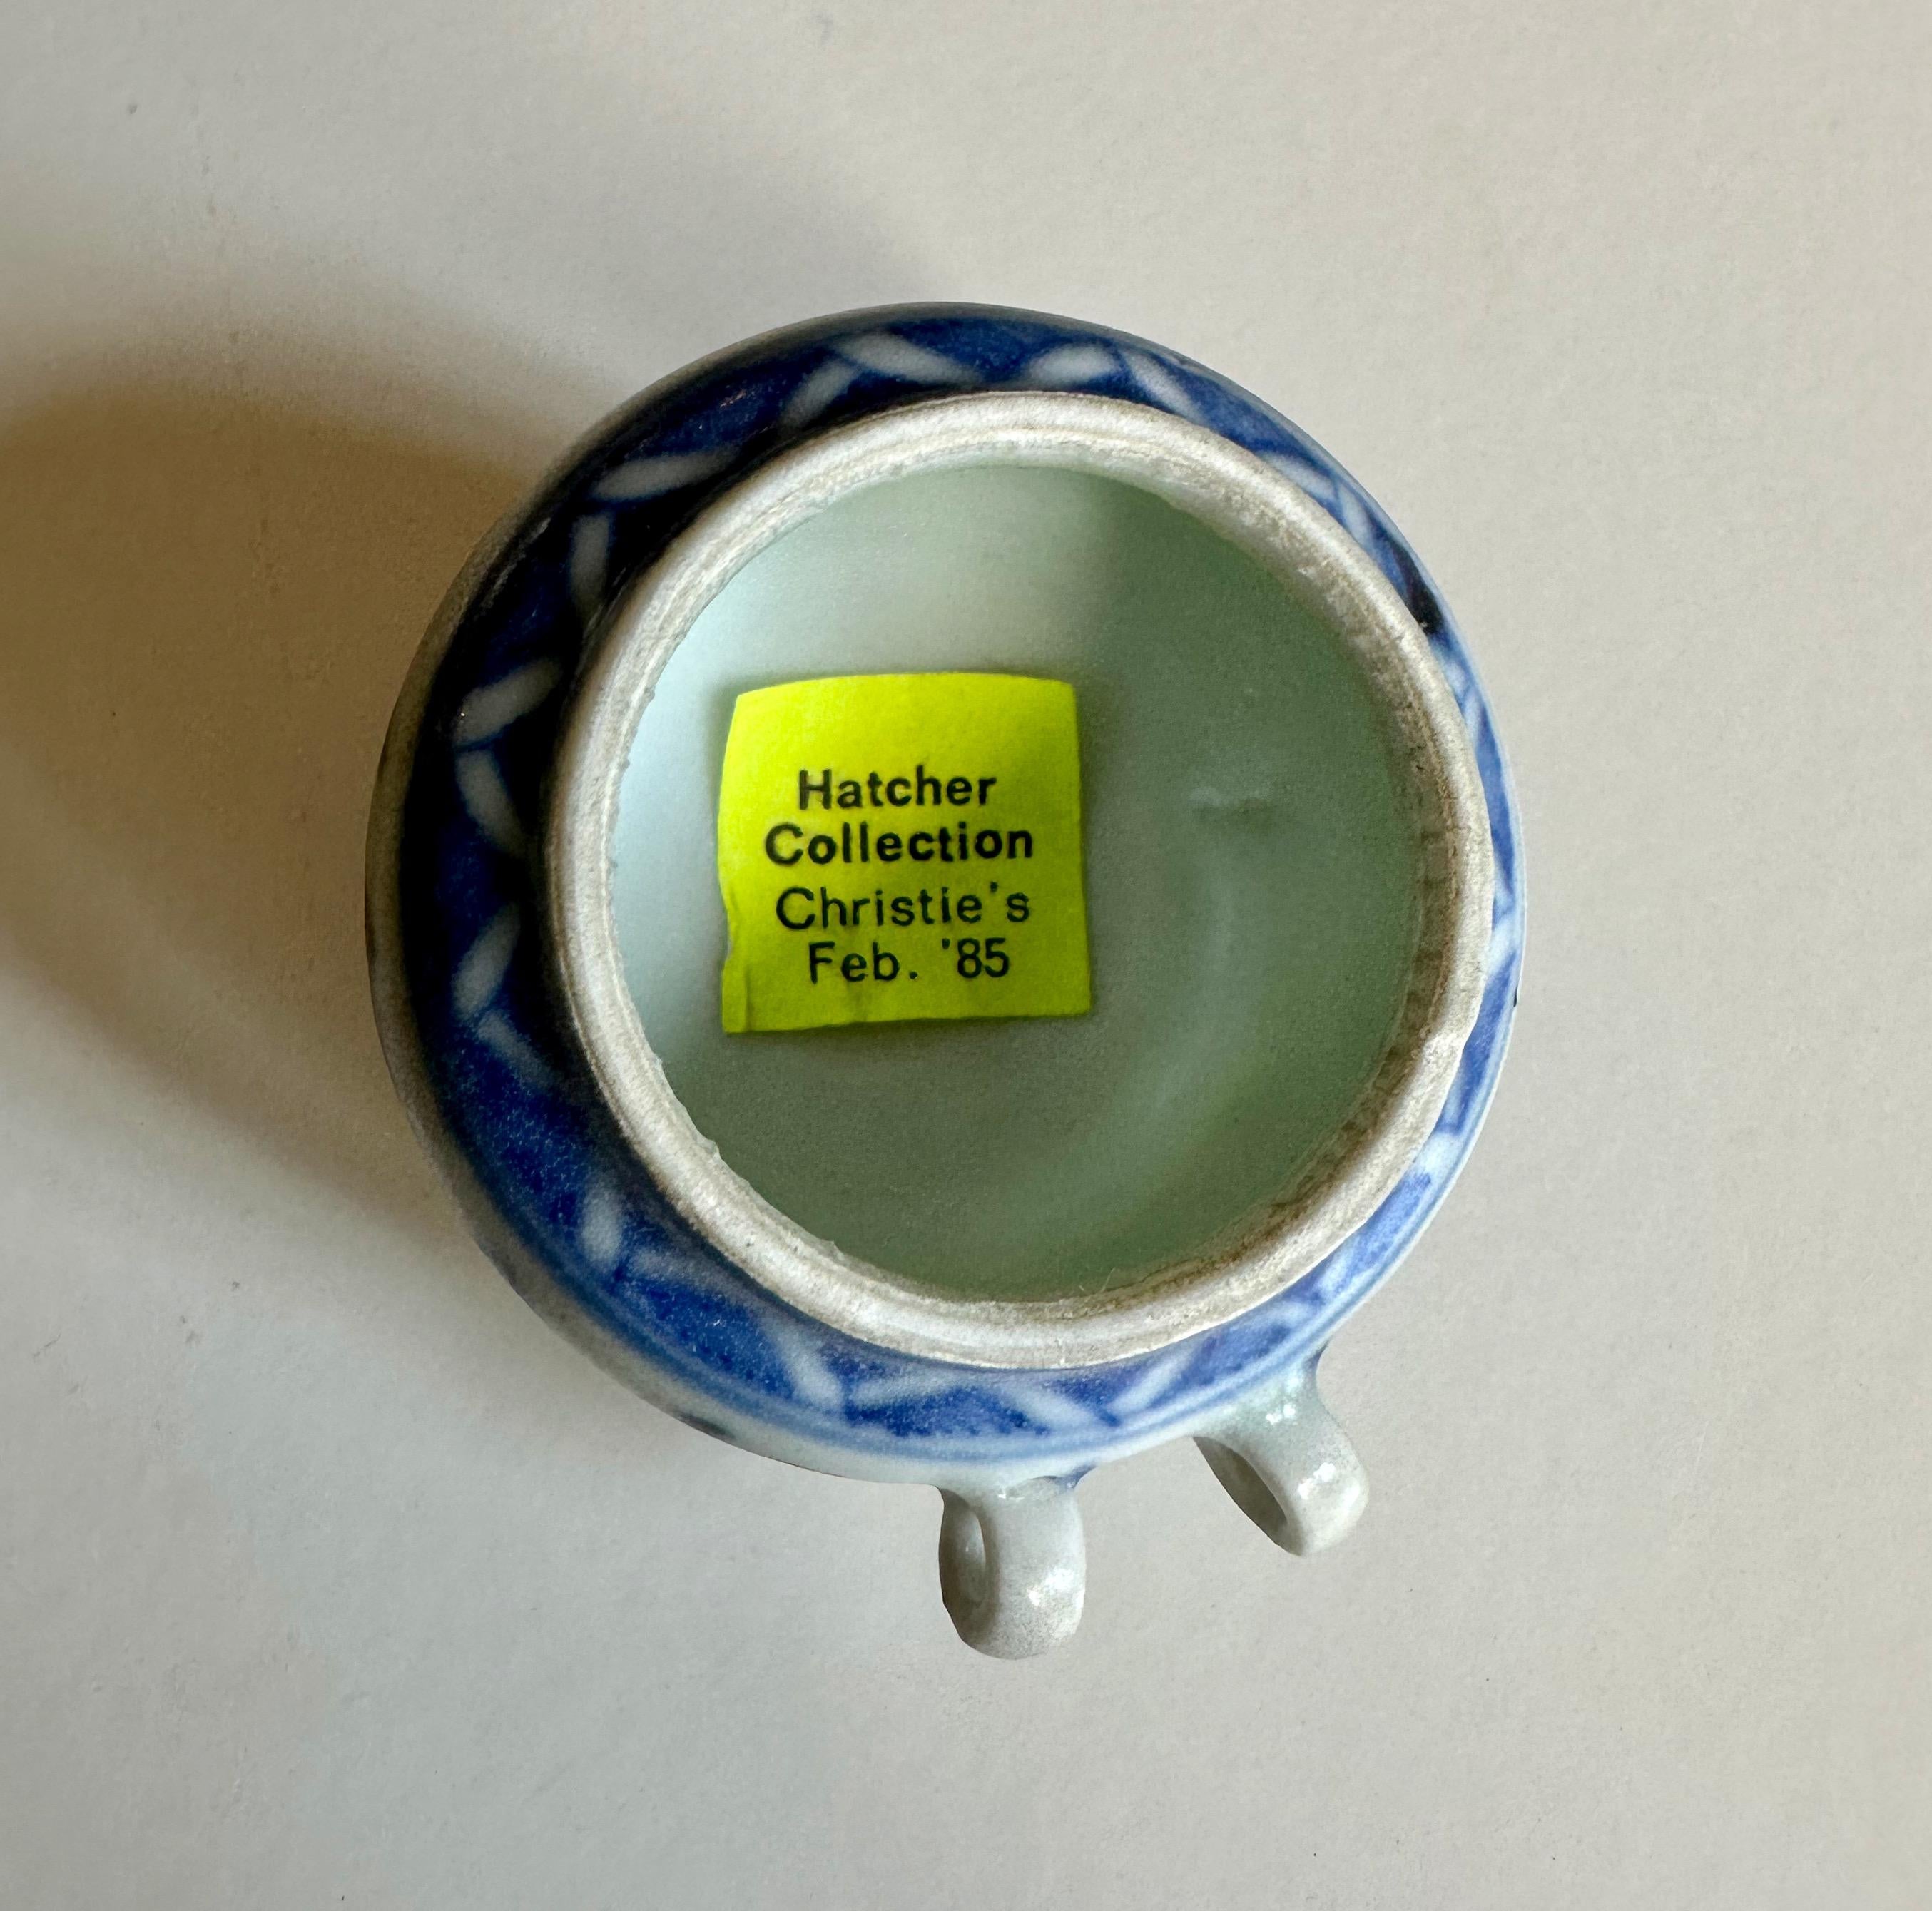 Hatcher
Collection
Christie's
Feb. '85